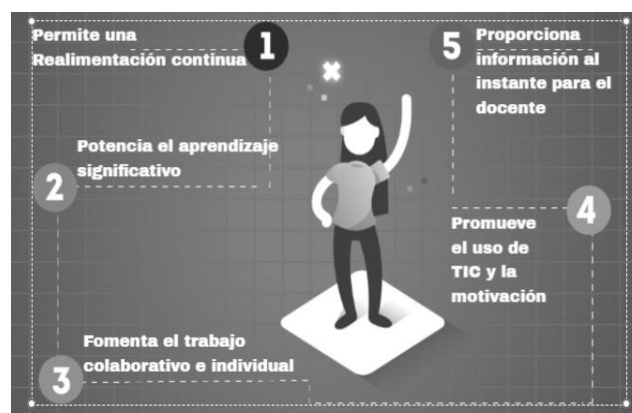 Permite una
Realimentación continua
1
Potencia el aprendizaje
significativo
2
Fomenta el trabajo
colaborativo e individual
3
4
Promueve
el uso de
TIC y la
motivación
5
Proporciona
información al
instante para el
docente